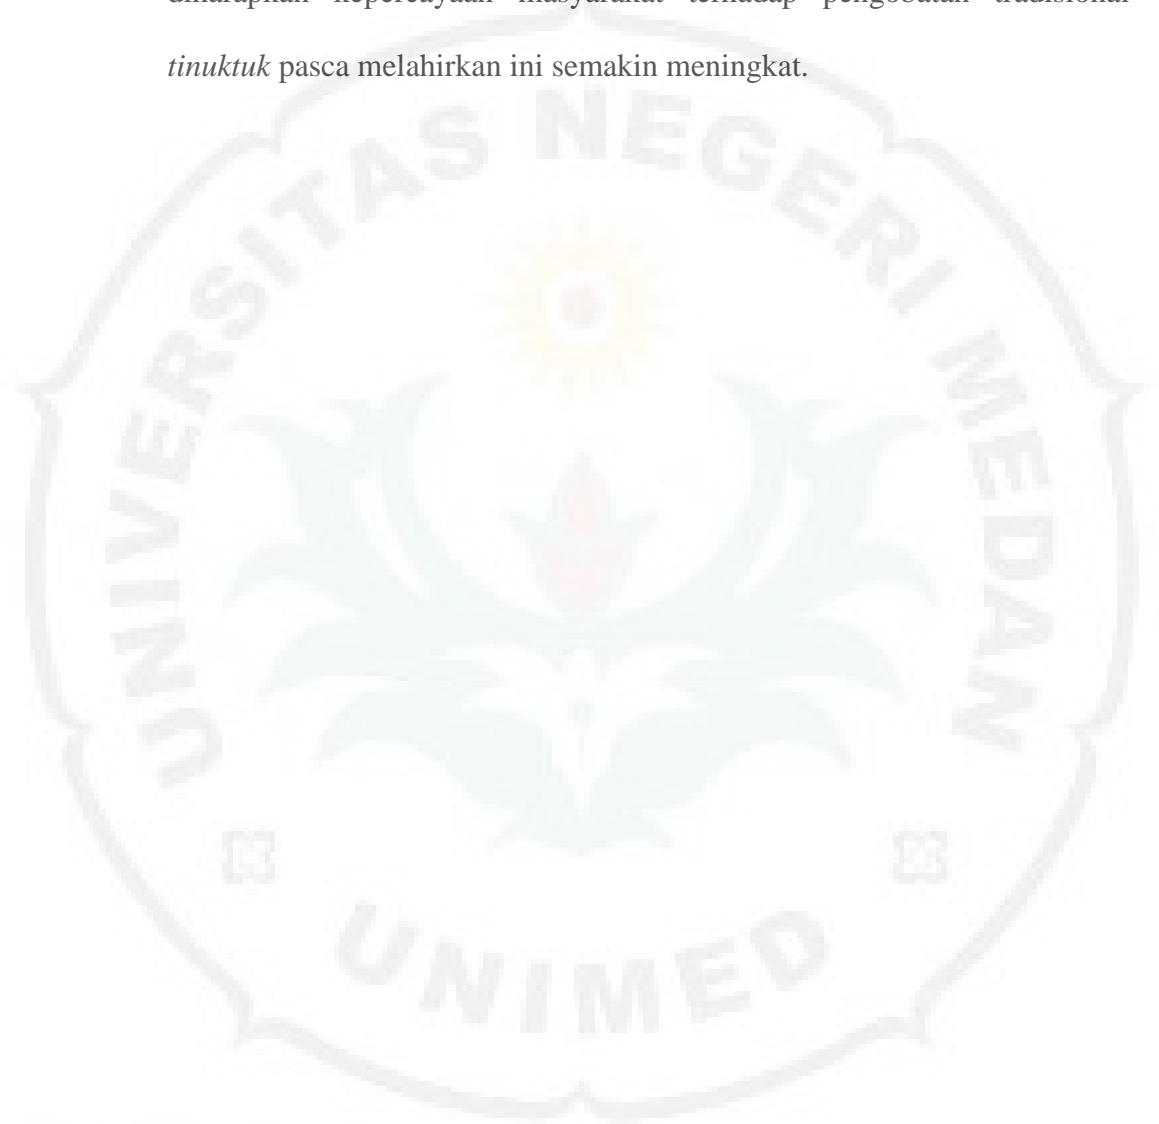 diharapkan kepercayaan masyarakat terhadap pengobatan tradisional
tinuktuk pasca melahirkan ini semakin meningkat.
UNIVERSITAS NEGERI MEDAN
UNIMED